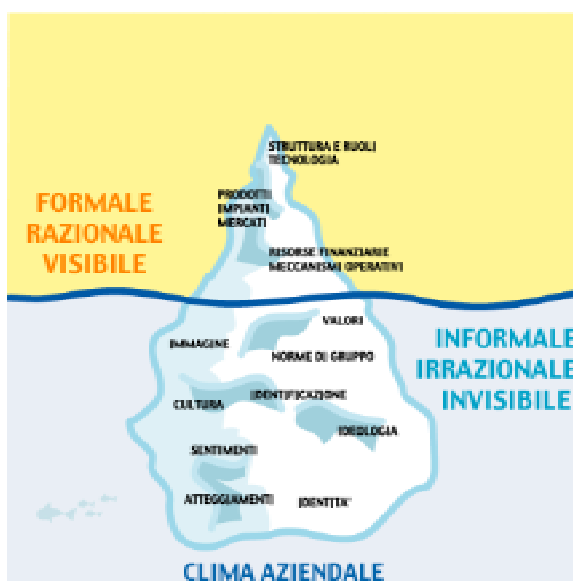 STRUTTURA E RUOLI
TECNOLOGIA
PRODOTTI
IMPIANTI
MERCATI
FORMALE
RAZIONALE
VISIBILE
RISORSE FINANZIARIE
MECCANISMI OPERATIVI
VALORI
IMMAGINE
NORME DI GRUPPO
INFORMALE
IRRAZIONALE
INVISIBILE
IDENTIFICAZIONE
CULTURA
IDEOLOGIA
SENTIMENTI
ATTEGGIAMENTI
IDENTITA'
CLIMA AZIENDALE